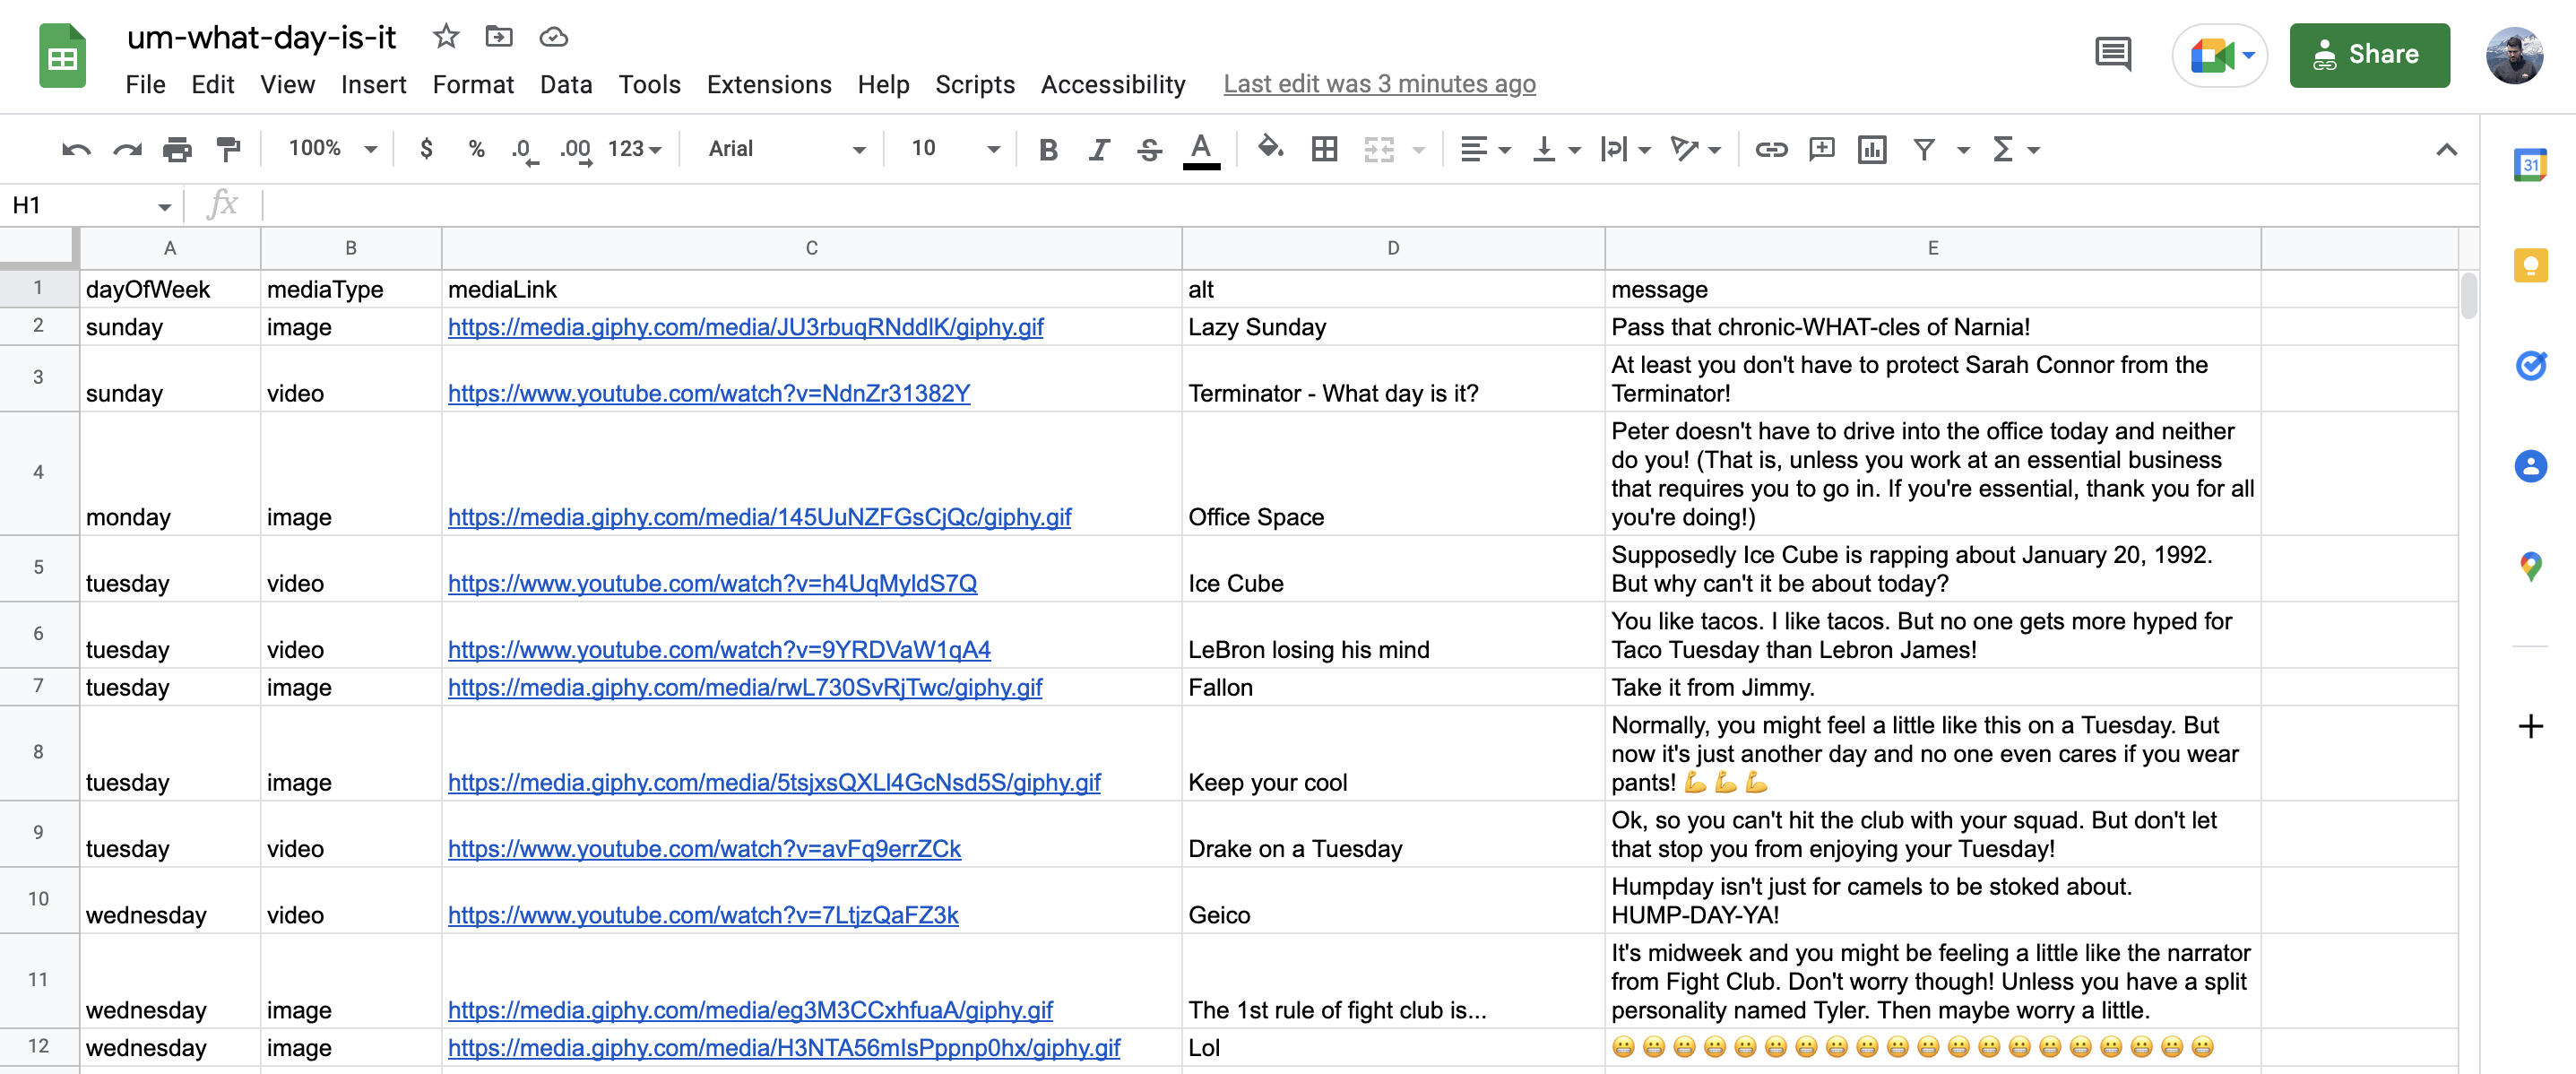 um-what-day-is-it
File Edit View Insert Format Data Tools Extensions Help Scripts Accessibility Last edit was 3 minutes ago
Share
100% $ % .0 .00 123 Arial 10 B I S A Σ
31
H1 fx
A B C D E
1 dayOfWeek mediaType mediaLink alt message
2 sunday image https://media.giphy.com/media/JU3rbuqRNddIK/giphy.gif Lazy Sunday Pass that chronic-WHAT-cles of Narnia!
3 sunday video https://www.youtube.com/watch?v=NdnZr31382Y Terminator - What day is it? At least you don't have to protect Sarah Connor from the
Terminator!
4 monday image https://media.giphy.com/media/145UuNZFGsCjQc/giphy.gif Office Space Peter doesn't have to drive into the office today and neither
do you! (That is, unless you work at an essential business
that requires you to go in. If you're essential, thank you for all
you're doing!)
5 tuesday video https://www.youtube.com/watch?v=h4UqMyldS7Q Ice Cube Supposedly Ice Cube is rapping about January 20, 1992.
But why can't it be about today?
6 tuesday video https://www.youtube.com/watch?v=9YRDVaW1qA4 LeBron losing his mind You like tacos. I like tacos. But no one gets more hyped for
Taco Tuesday than Lebron James!
7 tuesday image https://media.giphy.com/media/rwL730SvRjTwc/giphy.gif Fallon Take it from Jimmy.
8 tuesday image https://media.giphy.com/media/5tsjxsQXLl4GcNsd5S/giphy.gif Keep your cool Normally, you might feel a little like this on a Tuesday. But
now it's just another day and no one even cares if you wear
pants! 💪 💪 💪
9 tuesday video https://www.youtube.com/watch?v=avFq9errZCk Drake on a Tuesday Ok, so you can't hit the club with your squad. But don't let
that stop you from enjoying your Tuesday!
10 wednesday video https://www.youtube.com/watch?v=7LtjzQaFZ3k Geico Humpday isn't just for camels to be stoked about.
HUMP-DAY-YA!
11 wednesday image https://media.giphy.com/media/eg3M3CCxhfuaA/giphy.gif The 1st rule of fight club is... It's midweek and you might be feeling a little like the narrator
from Fight Club. Don't worry though! Unless you have a split
personality named Tyler. Then maybe worry a little.
12 wednesday image https://media.giphy.com/media/H3NTA56mIsPppnp0hx/giphy.gif Lol 😬 😬 😬 😬 😬 😬 😬 😬 😬 😬 😬 😬 😬 😬 😬 😬 😬 😬 😬 😬